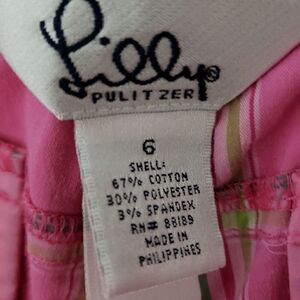 Lilly®
PULITZER
6
SHELL:
67% COTTON
30% POLYESTER
3% SPANDEX
RN# 88189
MADE IN
PHILIPPINES